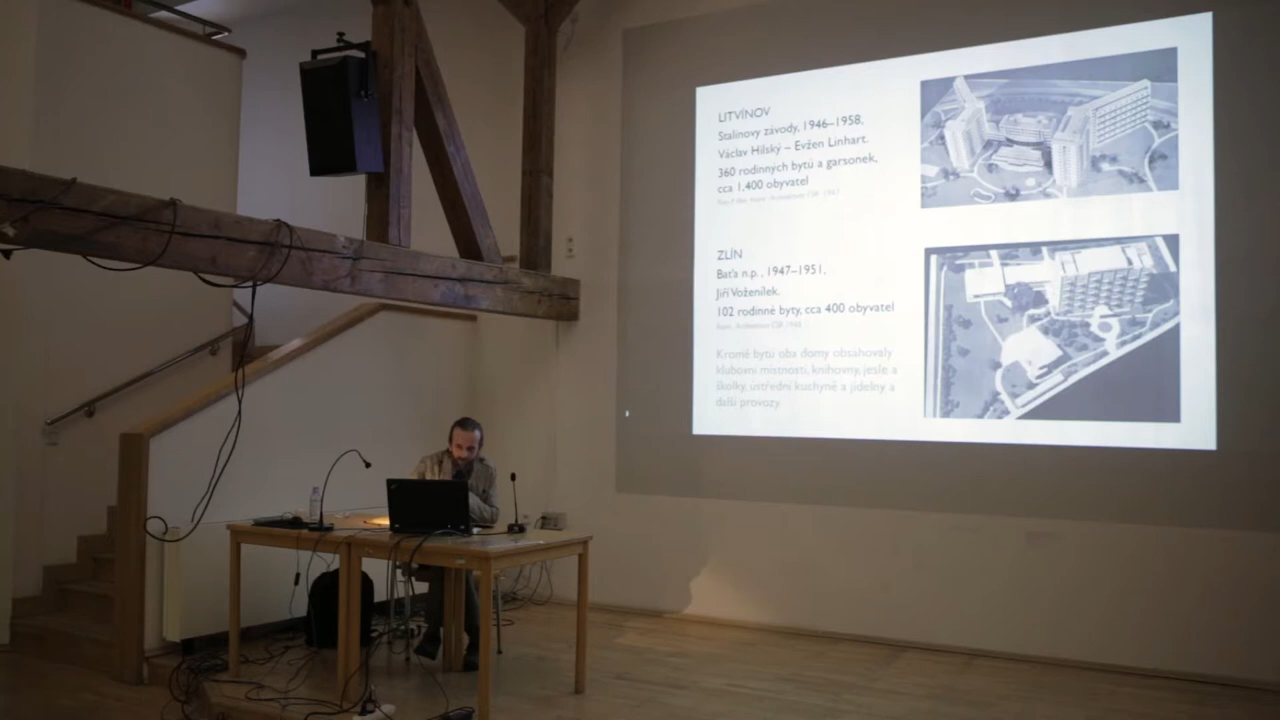 LITVÍNOV
Stalinovy závody, 1946–1958,
Václav Hilský – Evžen Linhart.
360 rodinných bytů a garsonek,
cca 1,400 obyvatel
ZLÍN
Baťa n.p., 1947–1951,
Jiří Voženílek.
102 rodinné byty, cca 400 obyvatel
Kromě bytů oba domy obsahovaly
klubovní místnosti, knihovny, jesle a
školky, ústřední kuchyně a jídelny a
další provozy.